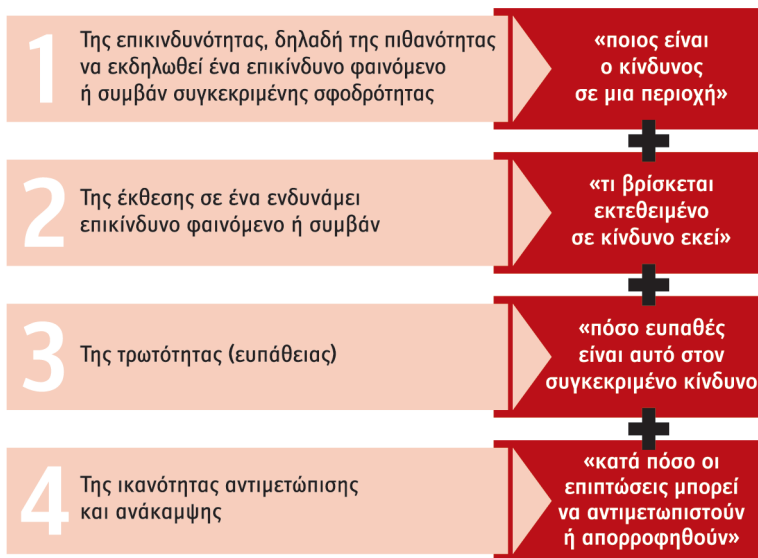 1
Της επικινδυνότητας, δηλαδή της πιθανότητας
να εκδηλωθεί ένα επικίνδυνο φαινόμενο
ή συμβάν συγκεκριμένης σφοδρότητας
«ποιος είναι
ο κίνδυνος
σε μια περιοχή»
+
2
Της έκθεσης σε ένα ενδυνάμει
επικίνδυνο φαινόμενο ή συμβάν
«τι βρίσκεται
εκτεθειμένο
σε κίνδυνο εκεί»
+
3
Της τρωτότητας (ευπάθειας)
«πόσο ευπαθές
είναι αυτό στον
συγκεκριμένο κίνδυνο
+
4
Της ικανότητας αντιμετώπισης
και ανάκαμψης
«κατά πόσο οι
επιπτώσεις μπορεί
να αντιμετωπιστούν
ή απορροφηθούν»